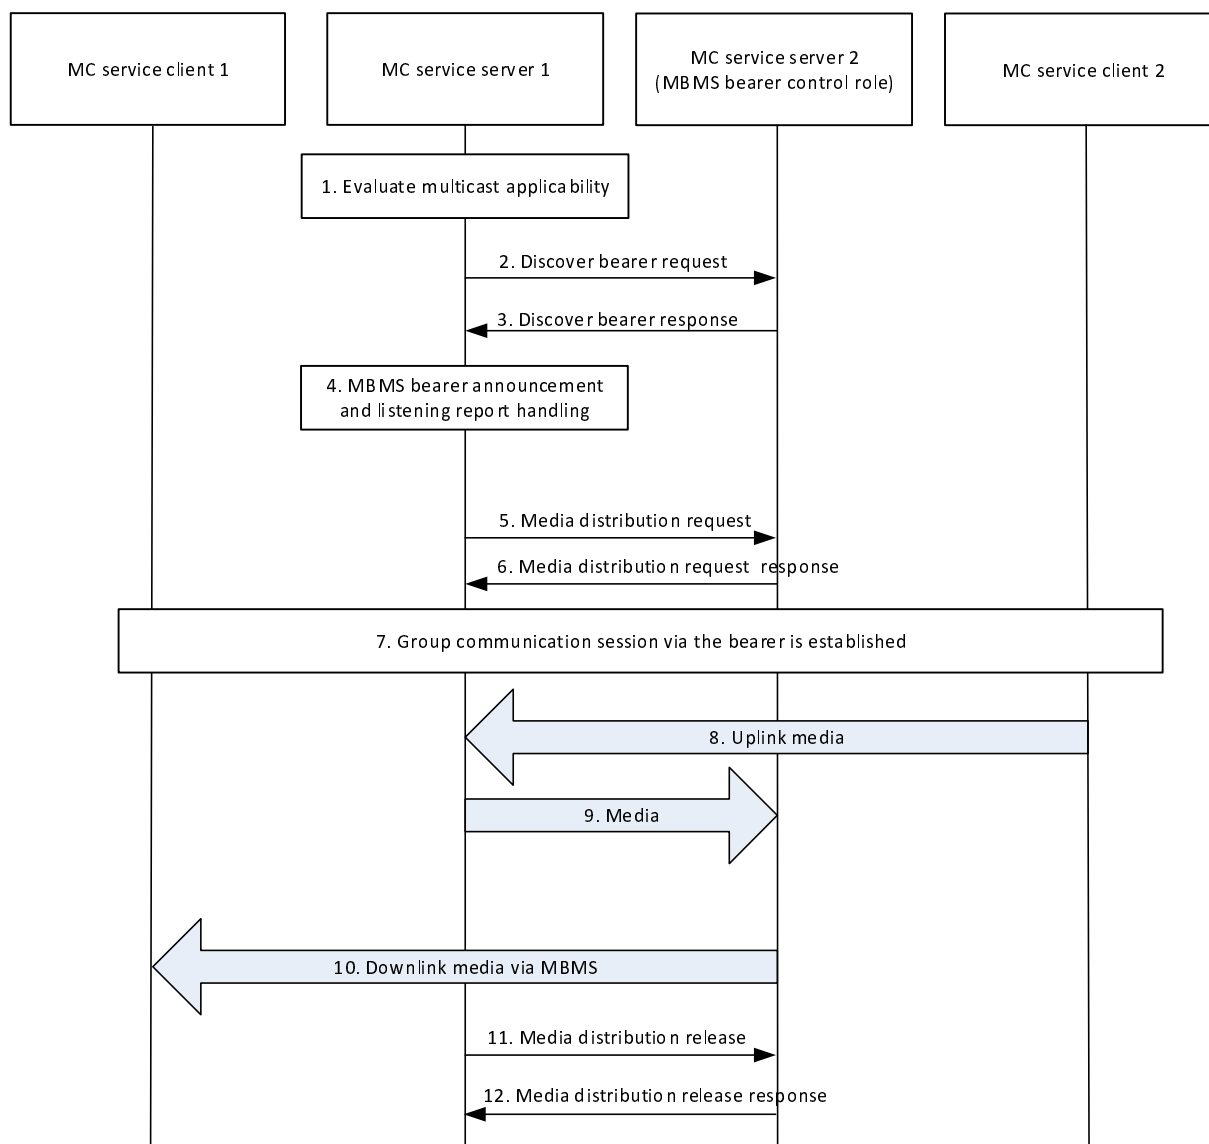 MC service client 1
MC service server 1
MC service server 2
(MBMS bearer control role)
MC service client 2
1. Evaluate multicast applicability
2. Discover bearer request
3. Discover bearer response
4. MBMS bearer announcement
and listening report handling
5. Media distribution request
6. Media distribution request response
7. Group communication session via the bearer is established
8. Uplink media
9. Media
10. Downlink media via MBMS
11. Media distribution release
12. Media distribution release response